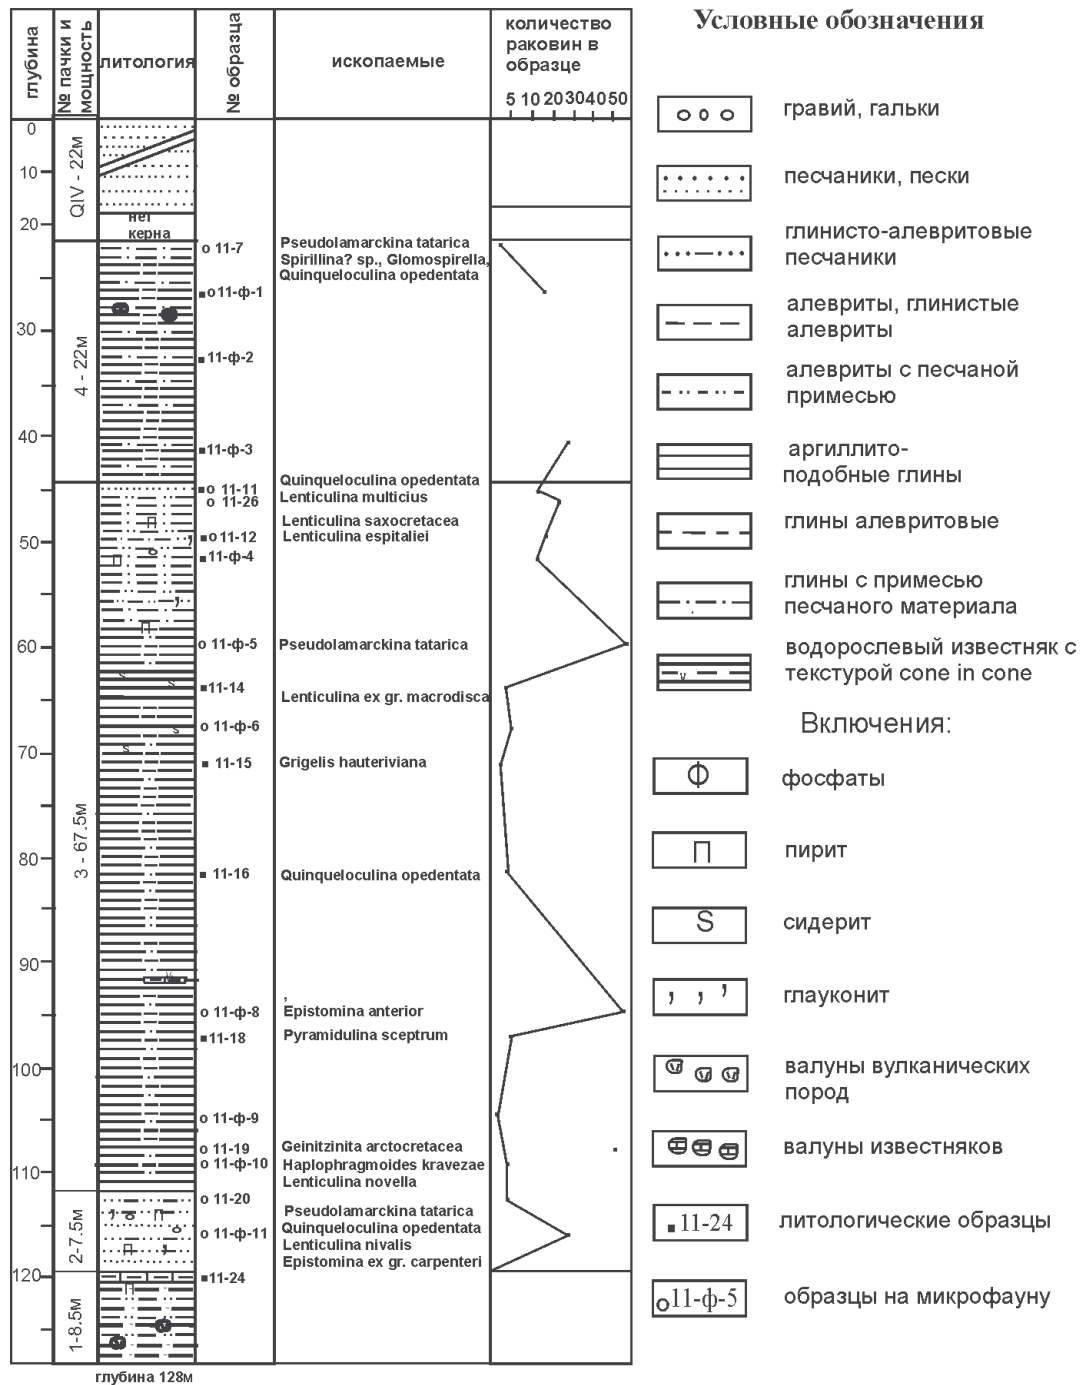 глубина
№ пачки и
мощность
литология
№ образца
ископаемые
количество
раковин в
образце
5 10 20 30 40 50
0
10
20
30
40
50
60
70
80
90
100
110
120
QIV - 22м
4 - 22м
3 - 67.5м
2-7.5м
1-8.5м
нет
керна
П
П
П
s
s
s
s
v
П
П
П
о 11-7
■о11-ф-1
■ 11-ф-2
■11-ф-3
■о 11-11
о 11-26
■о 11-12
■ 11-ф-4
о 11-ф-5
■11-14
о 11-ф-6
■ 11-15
■ 11-16
о 11-ф-8
■ 11-18
о 11-ф-9
о 11-19
о 11-ф-10
о 11-20
о 11-ф-11
■11-24
Pseudolamarckina tatarica
Spirillina? sp., Glomospirella,
Quinqueloculina opedentata
Quinqueloculina opedentata
Lenticulina multicius
Lenticulina saxocretacea
Lenticulina espitaliei
Pseudolamarckina tatarica
Lenticulina ex gr. macrodisca
Grigelis hauteriviana
Quinqueloculina opedentata
,
Epistomina anterior
Pyramidulina sceptrum
Geinitzinita arctocretacea
Haplophragmoides kravezae
Lenticulina novella
Pseudolamarckina tatarica
Quinqueloculina opedentata
Lenticulina nivalis
Epistomina ex gr. carpenteri
глубина 128м
Условные обозначения
гравий, гальки
песчаники, пески
глинисто-алевритовые
песчаники
алевриты, глинистые
алевриты
алевриты с песчаной
примесью
аргиллито-
подобные глины
глины алевритовые
глины с примесью
песчаного материала
v
водорослевый известняк с
текстурой cone in cone
Включения:
Ф
фосфаты
П
пирит
S
сидерит
, , ,
глауконит
валуны вулканических
пород
валуны известняков
■ 11-24
литологические образцы
о11-ф-5
образцы на микрофауну